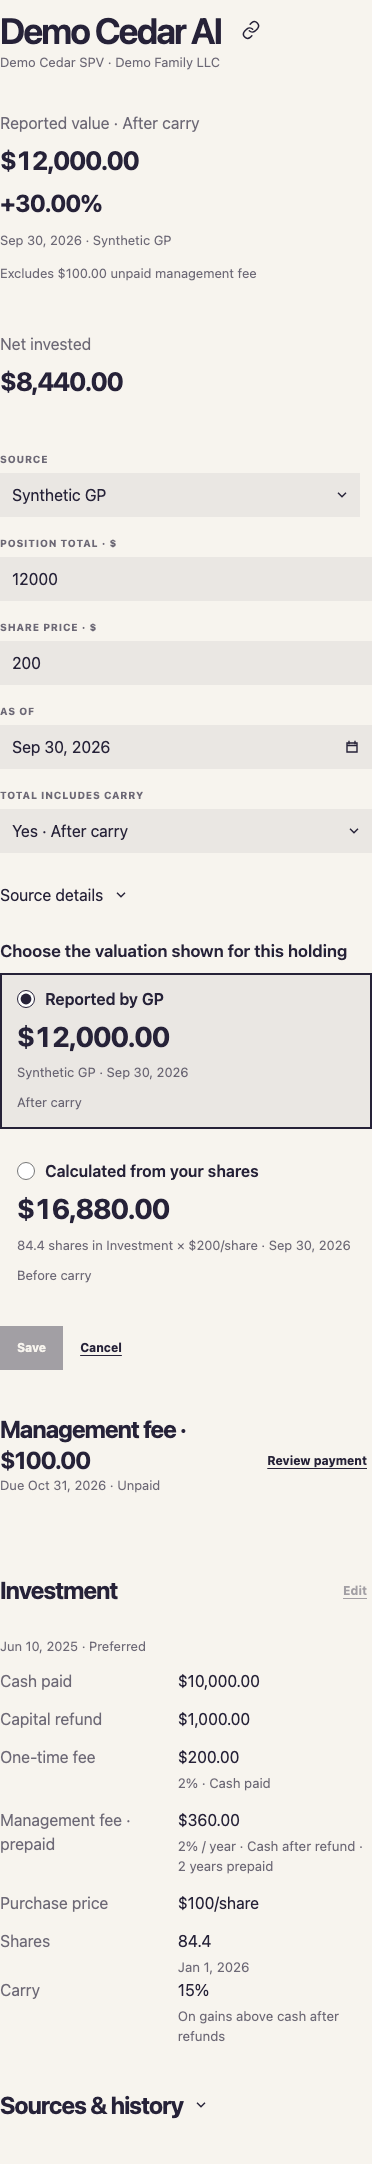 Demo Cedar AI
Demo Cedar SPV · Demo Family LLC
Reported value · After carry
$12,000.00
+30.00%
Sep 30, 2026 · Synthetic GP
Excludes $100.00 unpaid management fee
Net invested
$8,440.00
SOURCE
Synthetic GP
POSITION TOTAL · $
12000
SHARE PRICE · $
200
AS OF
Sep 30, 2026
TOTAL INCLUDES CARRY
Yes · After carry
Source details
Choose the valuation shown for this holding
Reported by GP
$12,000.00
Synthetic GP · Sep 30, 2026
After carry
Calculated from your shares
$16,880.00
84.4 shares in Investment × $200/share · Sep 30, 2026
Before carry
Save Cancel
Management fee ·
$100.00
Review payment
Due Oct 31, 2026 · Unpaid
Investment
Edit
Jun 10, 2025 · Preferred
Cash paid $10,000.00
Capital refund $1,000.00
One-time fee $200.00
2% · Cash paid
Management fee ·
prepaid
$360.00
2% / year · Cash after refund ·
2 years prepaid
Purchase price $100/share
Shares 84.4
Jan 1, 2026
Carry 15%
On gains above cash after
refunds
Sources & history